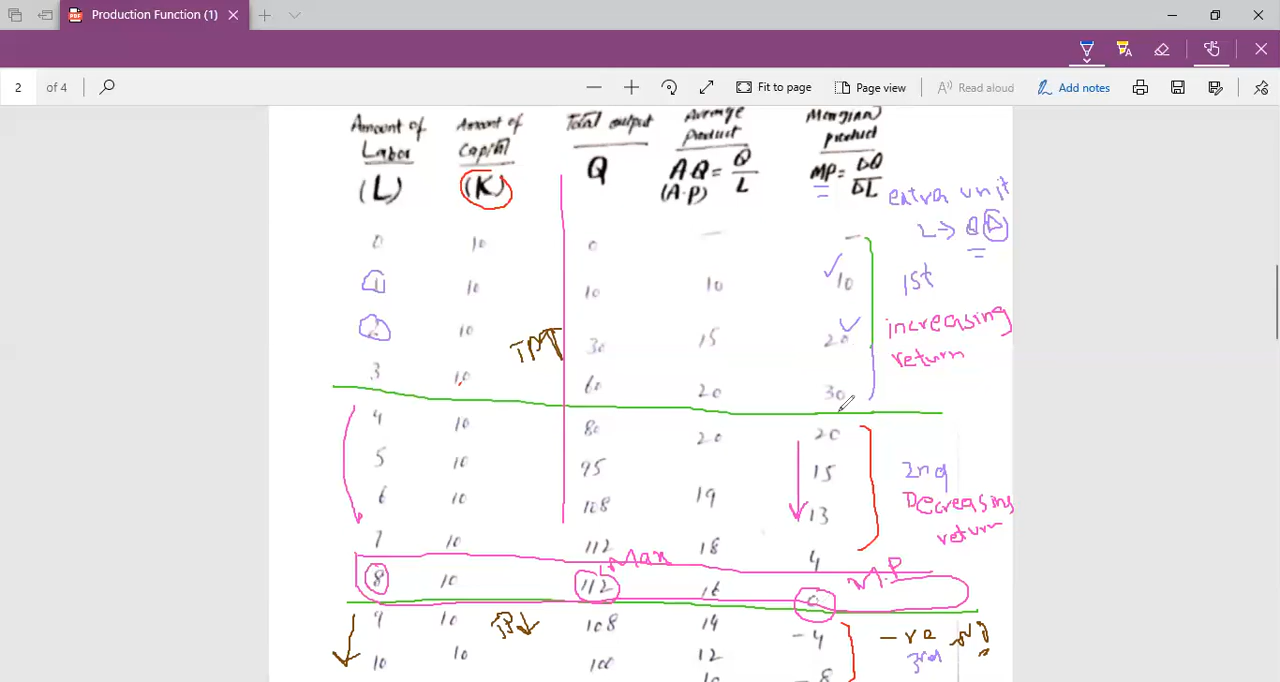 Production Function (1)
2 of 4
Fit to page
Page view
Read aloud
Add notes
Amount of Labor (L)
Amount of Capital (K)
Total output Q
Average Product AQ = Q/L (A.P)
Marginal product MP = DQ/DL
extra unit
L → Q
0 10 0 — —
1 10 10 10 10
1st
2 10 30 15 20
increasing
return
3 10 60 20 30
4 10 80 20 20
5 10 95 15
2nd
6 10 108 19 13
Decreasing
return
7 10 112 18 4
Max
M.P
8 10 112 16 0
9 10 108 14 -4
-ve
3rd
10 10 100 12 -8
10